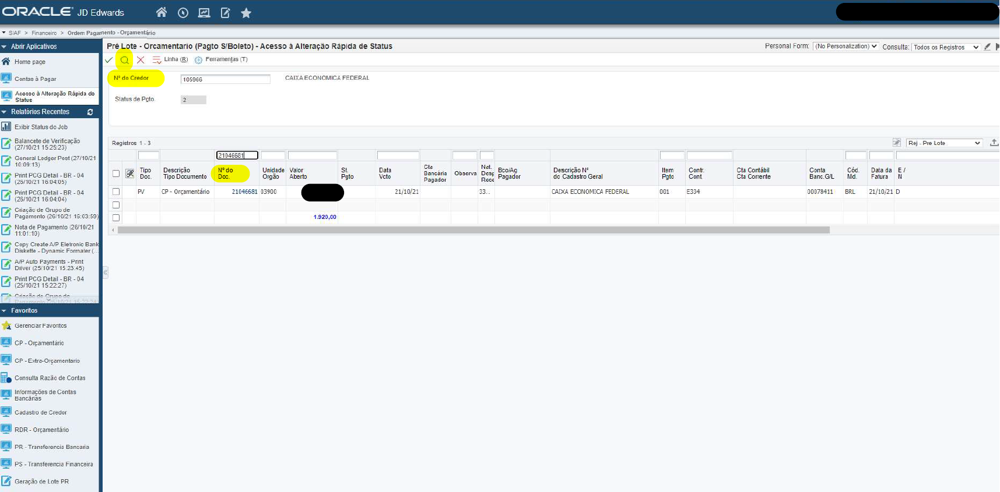 ORACLE JD Edwards
SIAF > Financeiro > Ordem Pagamento - Orçamentário
Abrir Aplicativos
Home page
Contas à Pagar
Acesso à Alteração Rápida de
Status
Relatórios Recentes
Exibir Status do Job
Balancete de Verificação
(27/10/21 15:25:23)
General Ledger Post (27/10/21
10:09:13)
Print PCG Detail - BR - 04
(26/10/21 16:04:05)
Print PCG Detail - BR - 04
(26/10/21 16:04:04)
Criação de Grupo de
Pagamento (26/10/21 16:03:59)
Nota de Pagamento (26/10/21
11:01:10)
Copy Create A/P Eletronic Bank
Diskette - Dynamic Formater (...
A/P Auto Payments - Print
Driver (25/10/21 15:23:45)
Print PCG Detail - BR - 04
(25/10/21 15:22:27)
Criação de Grupo de
Pagamento (25/10/21 15:22:24)
Favoritos
Gerenciar Favoritos
CP - Orçamentário
CP - Extra-Orçamentario
Consulta Razão de Contas
Informações de Contas
Bancárias
Cadastro de Credor
RDR - Orçamentário
PR - Transferencia Bancaria
PS - Transferencia Financeira
Geração de Lote PR
Pré Lote - Orcamentario (Pagto S/Boleto) - Acesso à Alteração Rápida de Status
Personal Form: (No Personalization) Consulta: Todos os Registros
Linha (R) Ferramentas (T)
Nº do Credor 105966 CAIXA ECONOMICA FEDERAL
Status de Pgto. 2
Registros 1 - 3 Rej - Pre Lote
21046681
Tipo Doc. Descrição Tipo Documento Nº do Doc. Unidade Orgão Valor Aberto St. Pgto Data Vcto Cta Bancária Pagador Observa Nat. Desp Rece Bco/Ag Pagador Descrição Nº do Cadastro Geral Item Pgto Contr. Cont. Cta Contábil Cta Corrente Conta Banc.G/L Cód. Md. Data da Fatura E / N
PV CP - Orçamentário 21046681 03900 21/10/21 33... CAIXA ECONOMICA FEDERAL 001 E334 00078411 BRL 21/10/21 D
1.920,00